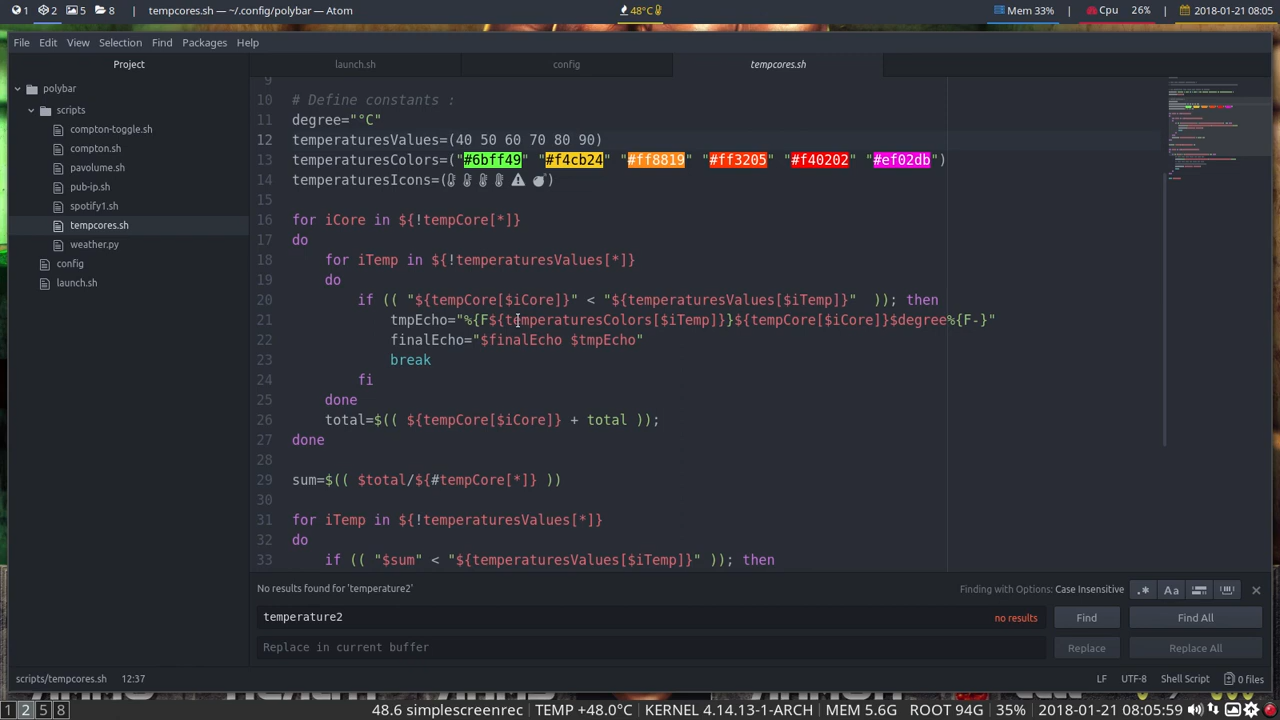 1 2 5 8 tempcores.sh — ~/.config/polybar — Atom 48°C Mem 33% Cpu 26% 2018-01-21 08:05
File Edit View Selection Find Packages Help
Project launch.sh config tempcores.sh
polybar
scripts
compton-toggle.sh
compton.sh
pavolume.sh
pub-ip.sh
spotify1.sh
tempcores.sh
weather.py
config
launch.sh
9
10 # Define constants :
11 degree="°C"
12 temperaturesValues=(40 50 60 70 80 90)
13 temperaturesColors=("#6bff49" "#f4cb24" "#ff8819" "#ff3205" "#f40202" "#ef02db")
14 temperaturesIcons=( )
15
16 for iCore in ${!tempCore[*]}
17 do
18 for iTemp in ${!temperaturesValues[*]}
19 do
20 if (( "${tempCore[$iCore]}" < "${temperaturesValues[$iTemp]}" )); then
21 tmpEcho="%{F${temperaturesColors[$iTemp]}}${tempCore[$iCore]}$degree%{F-}"
22 finalEcho="$finalEcho $tmpEcho"
23 break
24 fi
25 done
26 total=$(( ${tempCore[$iCore]} + total ));
27 done
28
29 sum=$(( $total/${#tempCore[*]} ))
30
31 for iTemp in ${!temperaturesValues[*]}
32 do
33 if (( "$sum" < "${temperaturesValues[$iTemp]}" )); then
No results found for 'temperature2' Finding with Options: Case Insensitive .* Aa
temperature2 no results Find Find All
Replace in current buffer Replace Replace All
scripts/tempcores.sh 12:37 LF UTF-8 Shell Script 0 files
1 2 5 8 48.6 simplescreenrec TEMP +48.0°C KERNEL 4.14.13-1-ARCH MEM 5.6G ROOT 94G 35% 2018-01-21 08:05:59